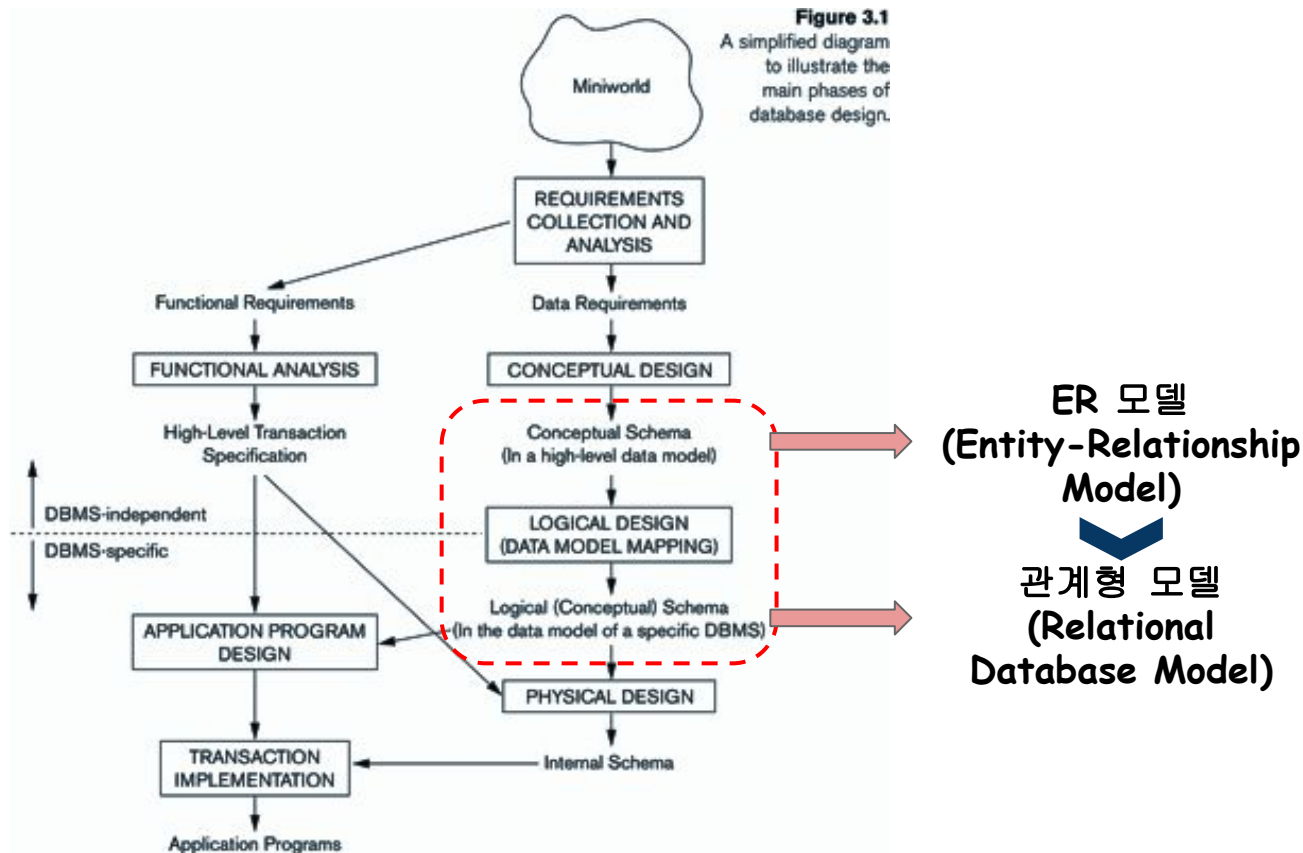 Figure 3.1
A simplified diagram
to illustrate the
main phases of
database design.
Miniworld
REQUIREMENTS
COLLECTION AND
ANALYSIS
Functional Requirements
Data Requirements
FUNCTIONAL ANALYSIS
CONCEPTUAL DESIGN
High-Level Transaction
Specification
Conceptual Schema
(In a high-level data model)
DBMS-independent
DBMS-specific
LOGICAL DESIGN
(DATA MODEL MAPPING)
Logical (Conceptual) Schema
(In the data model of a specific DBMS)
APPLICATION PROGRAM
DESIGN
PHYSICAL DESIGN
TRANSACTION
IMPLEMENTATION
Internal Schema
Application Programs
ER 모델
(Entity-Relationship
Model)
관계형 모델
(Relational
Database Model)